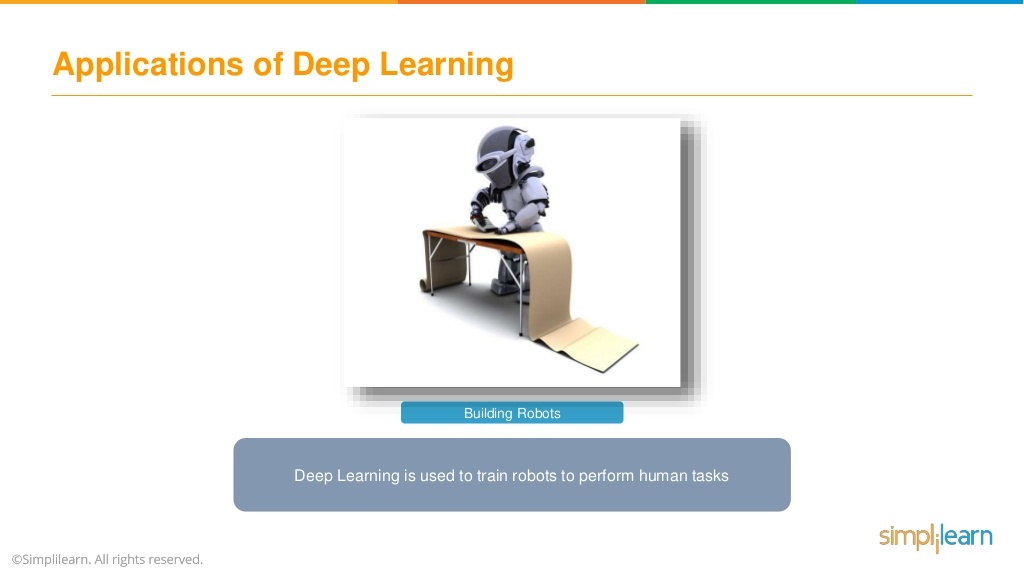 Applications of Deep Learning
Building Robots
Deep Learning is used to train robots to perform human tasks
simplilearn
©Simplilearn. All rights reserved.